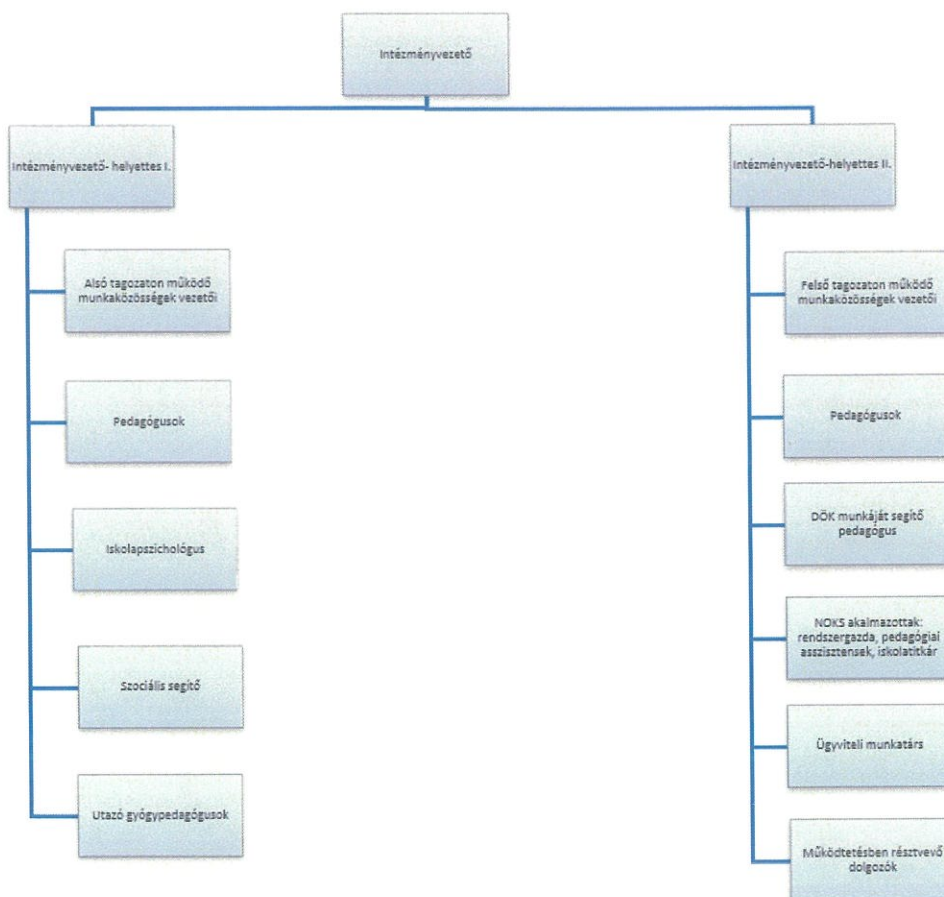 Intézményvezető
Intézményvezető- helyettes I.
Alsó tagozaton működő
munkaközösségek vezetői
Pedagógusok
Iskolapszichológus
Szociális segítő
Utazó gyógypedagógusok
Intézményvezető-helyettes II.
Felső tagozaton működő
munkaközösségek vezetői
Pedagógusok
DÖK munkáját segítő
pedagógus
NOKS akalmazottak:
rendszergazda, pedagógiai
asszisztensek, iskolatitkár
Ügyviteli munkatárs
Működtetésben résztvevő
dolgozók